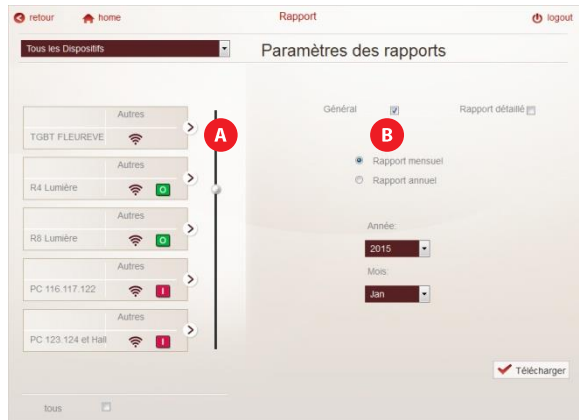 retour home Rapport logout
Tous les Dispositifs
Paramètres des rapports
Autres
TGBT FLEUREVE
Autres
R4 Lumière O
Autres
R8 Lumière O
Autres
PC 116.117.122 I
Autres
PC 123.124 et Hall I
tous
A
Général Rapport détaillé
B
Rapport mensuel
Rapport annuel
Année:
2015
Mois:
Jan
Télécharger